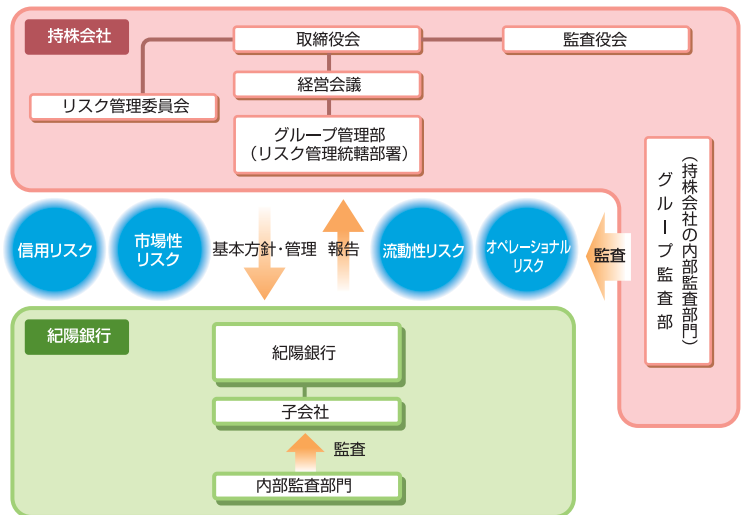 持株会社
取締役会
監査役会
経営会議
リスク管理委員会
グループ管理部
（リスク管理統轄部署）
グループ監査部
（持株会社の内部監査部門）
信用リスク
市場性
リスク
基本方針・管理
報告
流動性リスク
オペレーショナル
リスク
監査
紀陽銀行
紀陽銀行
子会社
監査
内部監査部門